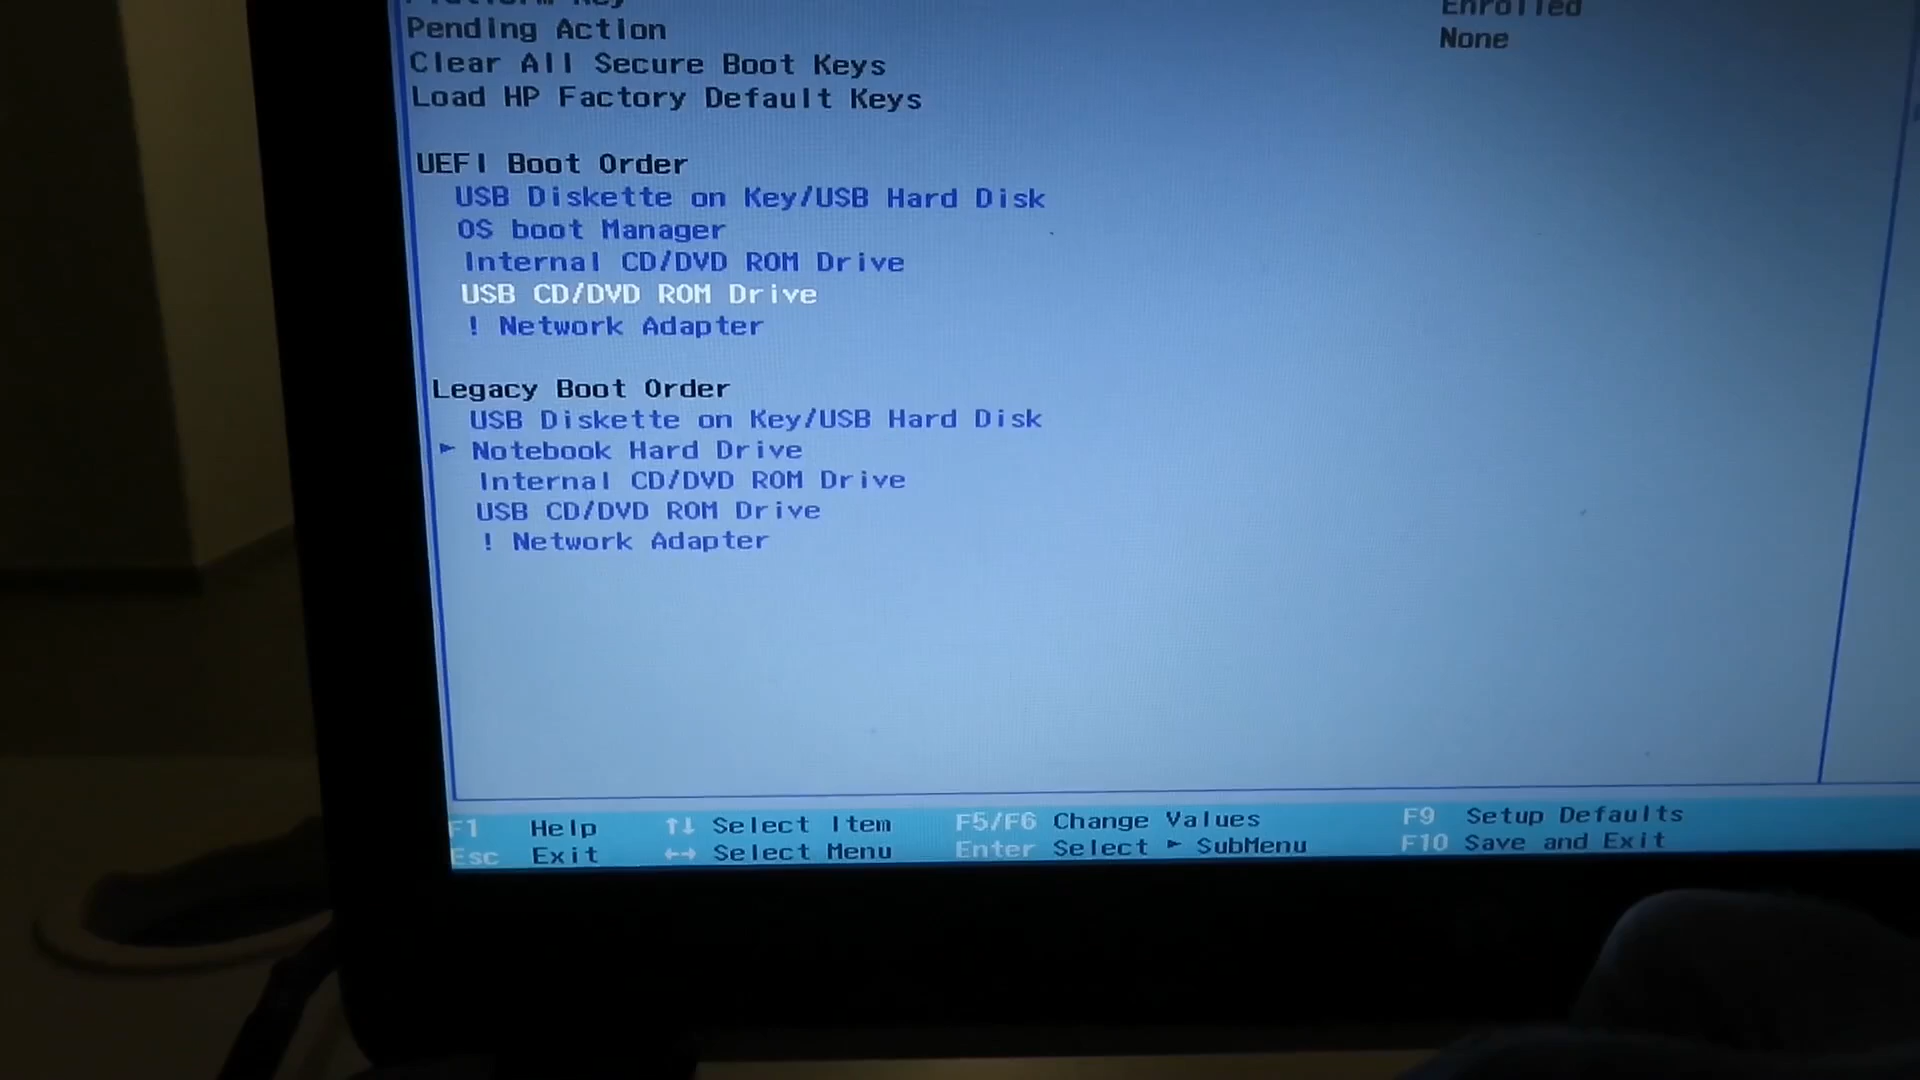 Platform Key Enrolled
Pending Action None
Clear All Secure Boot Keys
Load HP Factory Default Keys
UEFI Boot Order
USB Diskette on Key/USB Hard Disk
OS boot Manager
Internal CD/DVD ROM Drive
USB CD/DVD ROM Drive
! Network Adapter
Legacy Boot Order
USB Diskette on Key/USB Hard Disk
► Notebook Hard Drive
Internal CD/DVD ROM Drive
USB CD/DVD ROM Drive
! Network Adapter
F1 Help ↑↓ Select Item F5/F6 Change Values F9 Setup Defaults
Esc Exit ←→ Select Menu Enter Select ► SubMenu F10 Save and Exit